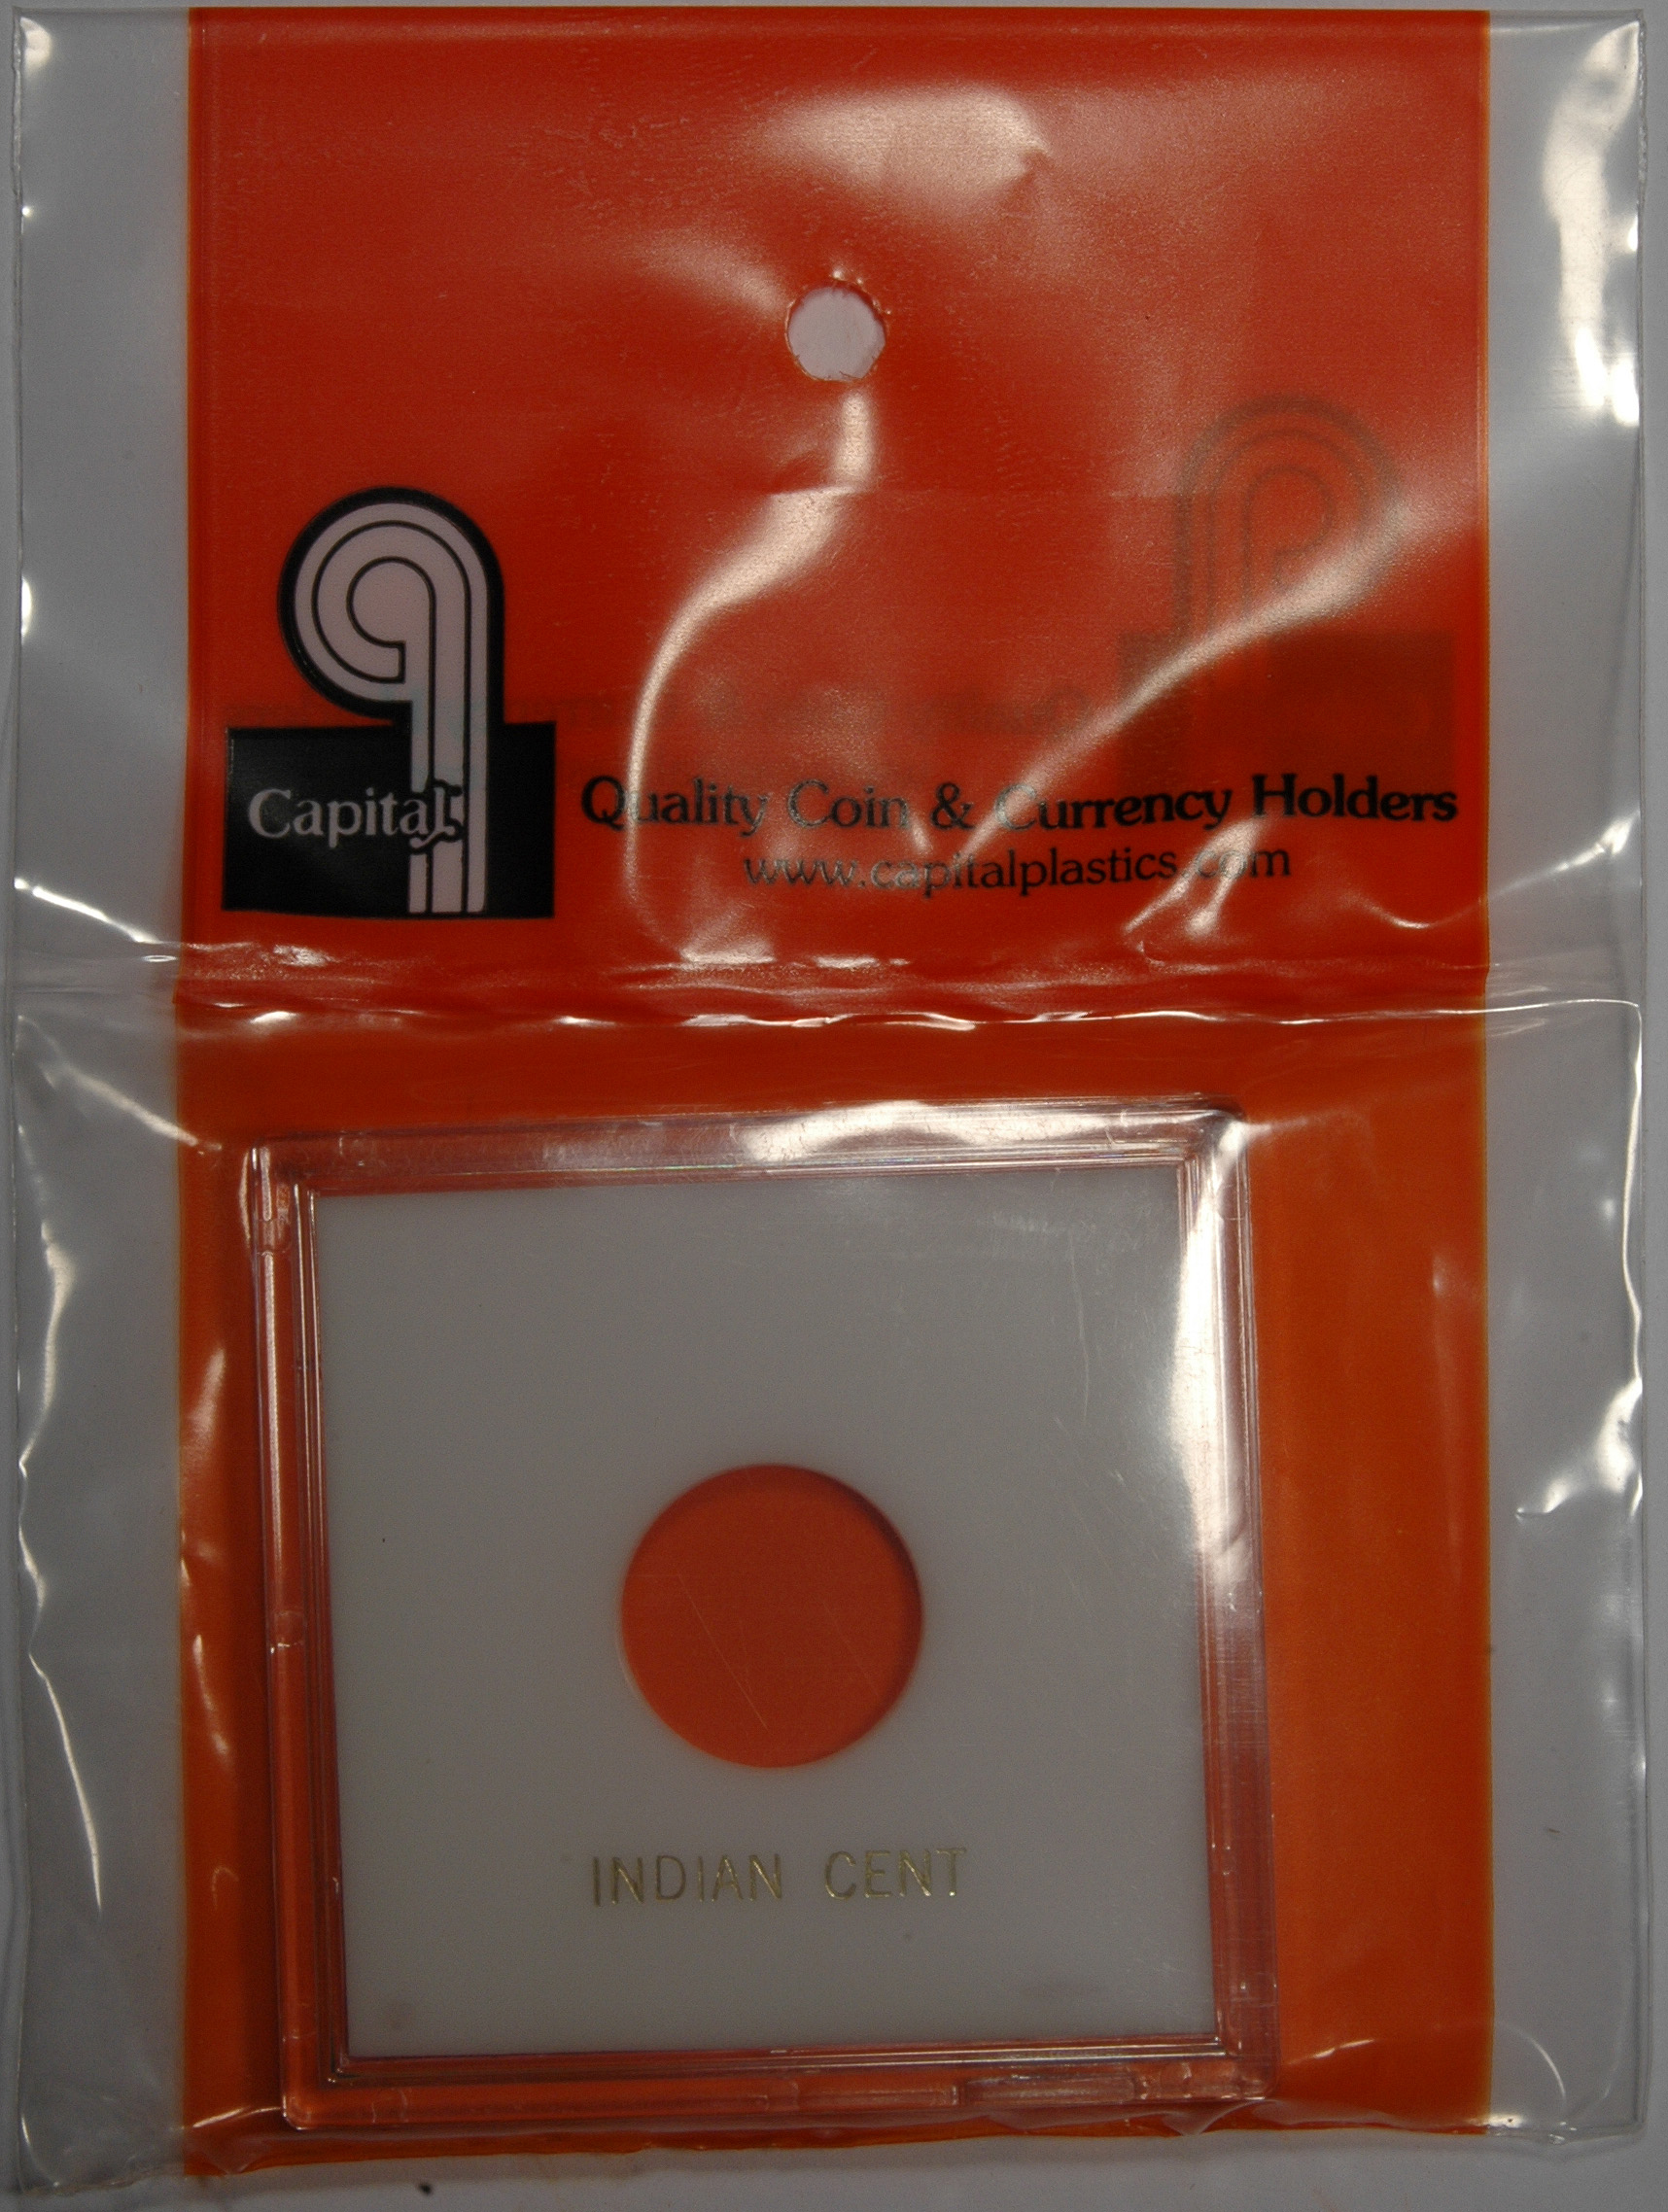 Capital
Quality Coin & Currency Holders
www.capitalplastics.com
INDIAN CENT